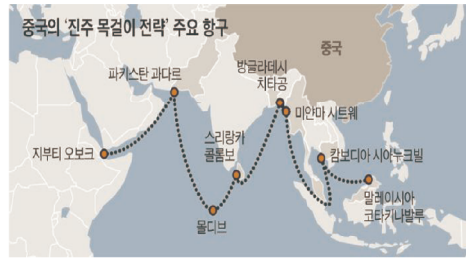 중국의 '진주 목걸이 전략' 주요 항구
중국
파키스탄 과다르
방글라데시
치타공
미얀마 시트웨
지부티 오보크
스리랑카
콜롬보
캄보디아 시아누크빌
몰디브
말레이시아
코타키나발루